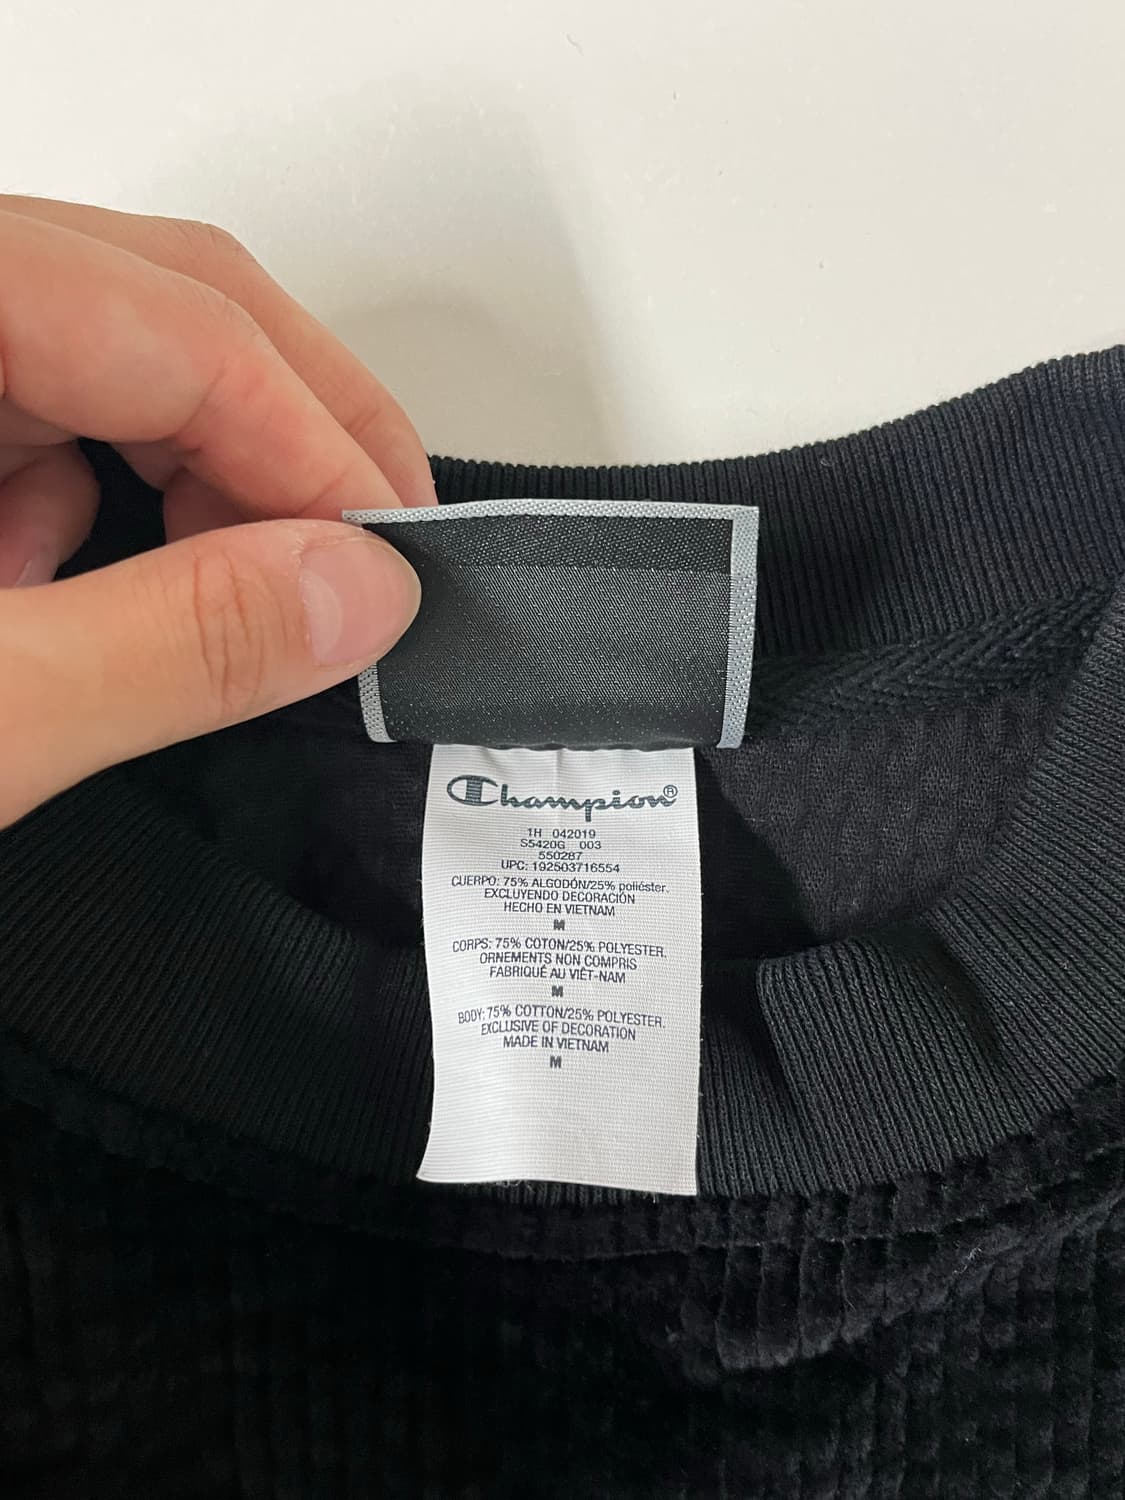 Champion®
1H 042019
S5420G 003
550287
UPC: 192503716554
CUERPO: 75% ALGODÓN/25% poliéster.
EXCLUYENDO DECORACIÓN
HECHO EN VIETNAM
M
CORPS: 75% COTON/25% POLYESTER.
ORNEMENTS NON COMPRIS
FABRIQUÉ AU VIÊT-NAM
M
BODY: 75% COTTON/25% POLYESTER.
EXCLUSIVE OF DECORATION
MADE IN VIETNAM
M